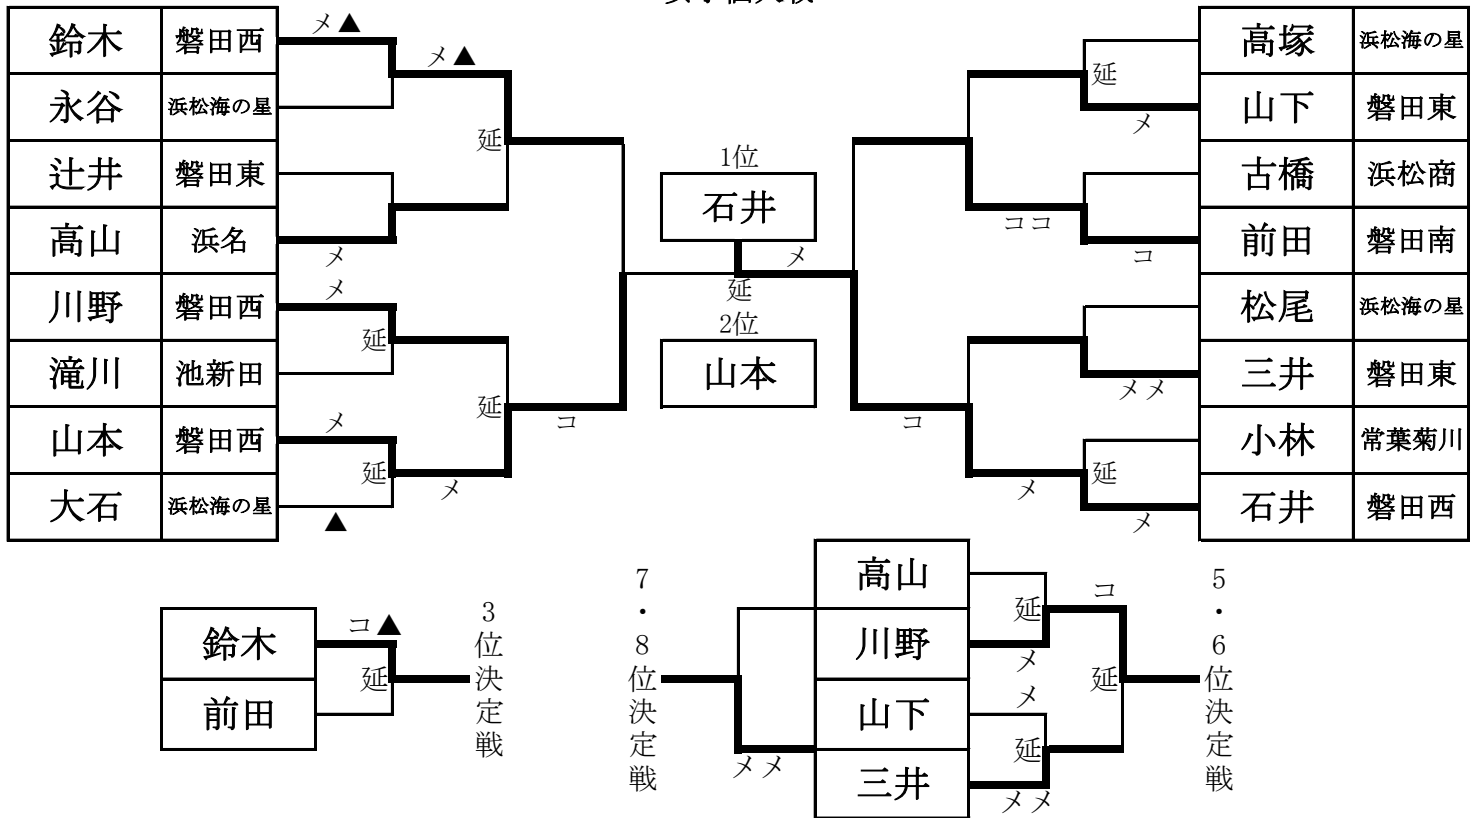 鈴木 磐田西 メ▲
永谷 浜松海の星
メ▲
延
辻井 磐田東
高山 浜名 メ
川野 磐田西 メ
延
滝川 池新田
延
コ
山本 磐田西 メ
延
メ
大石 浜松海の星 ▲
1位
石井
メ
延
2位
山本
高塚 浜松海の星
延
山下 磐田東
メ
古橋 浜松商
ココ
前田 磐田南
コ
松尾 浜松海の星
三井 磐田東
メメ
コ
小林 常葉菊川
延
メ
石井 磐田西
メ
鈴木 コ▲
延
前田
3位決定戦
7・8位決定戦
メメ
高山
延
川野
メ
コ
延
山下
メ
延
三井
メメ
5・6位決定戦